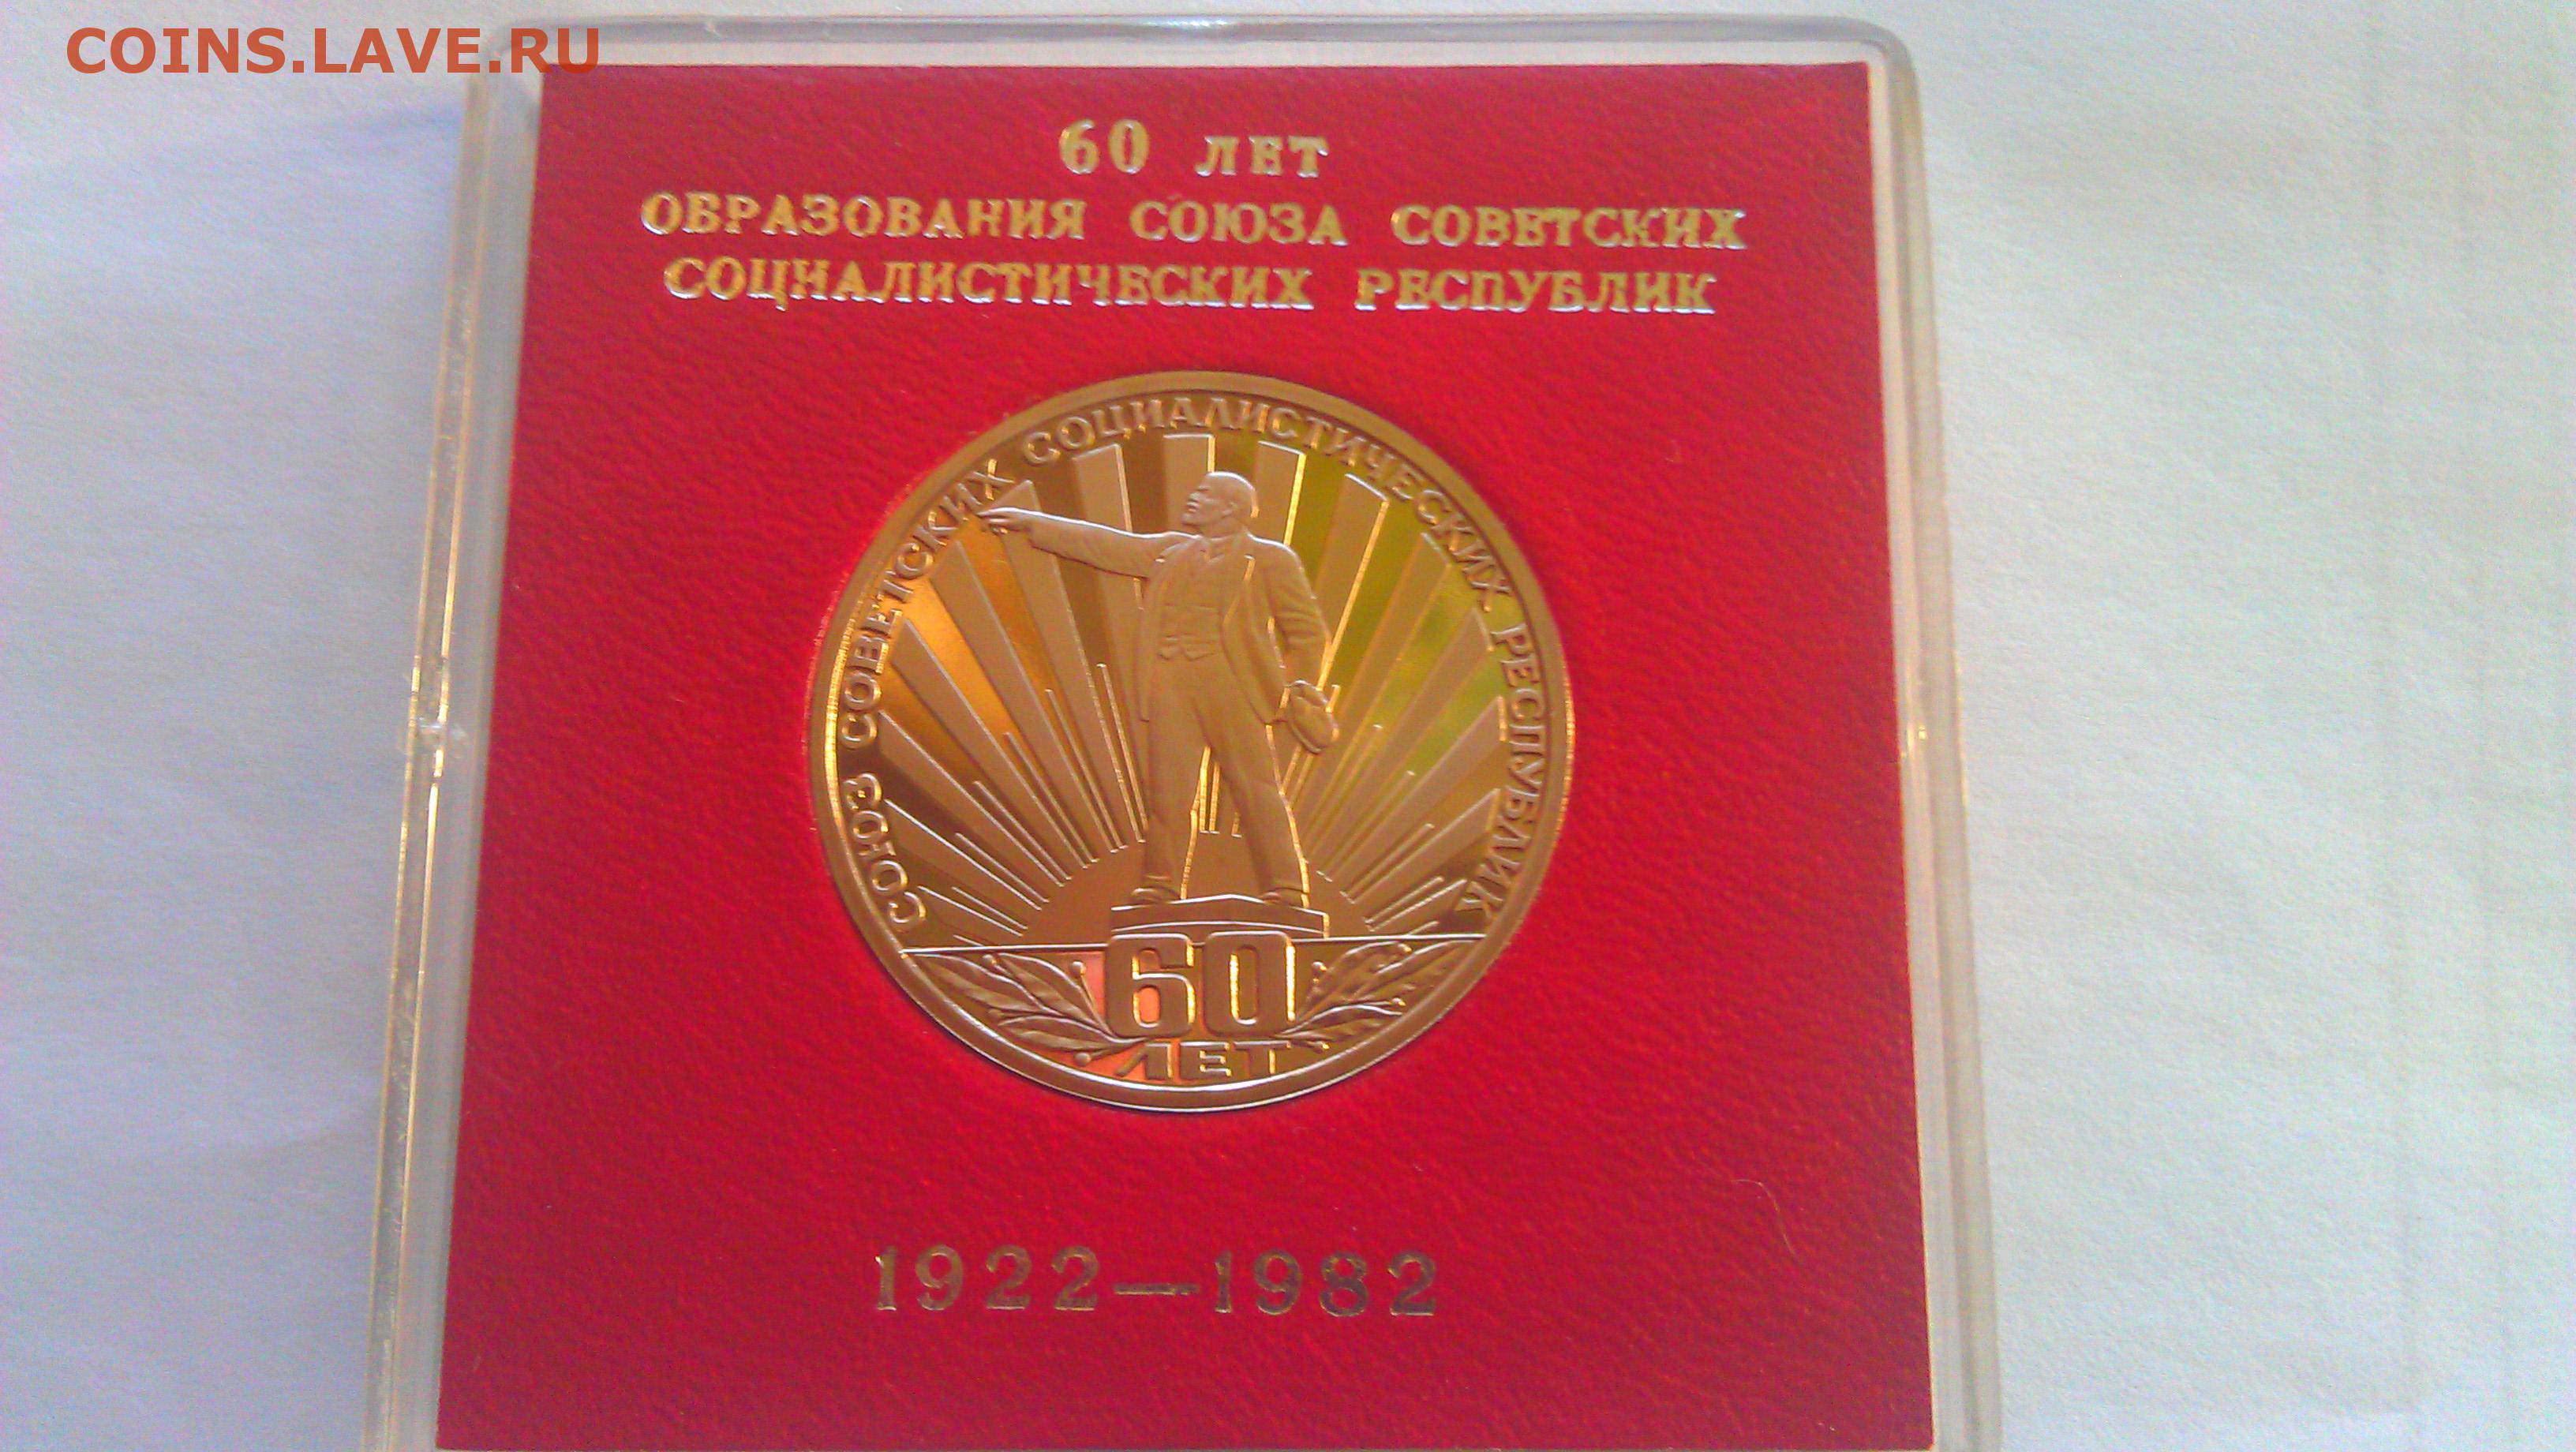 COINS.LAVE.RU
60 ЛЕТ
ОБРАЗОВАНИЯ СОЮЗА СОВЕТСКИХ
СОЦИАЛИСТИЧЕСКИХ РЕСПУБЛИК
СОЮЗ СОВЕТСКИХ СОЦИАЛИСТИЧЕСКИХ РЕСПУБЛИК
60
ЛЕТ
1922—1982